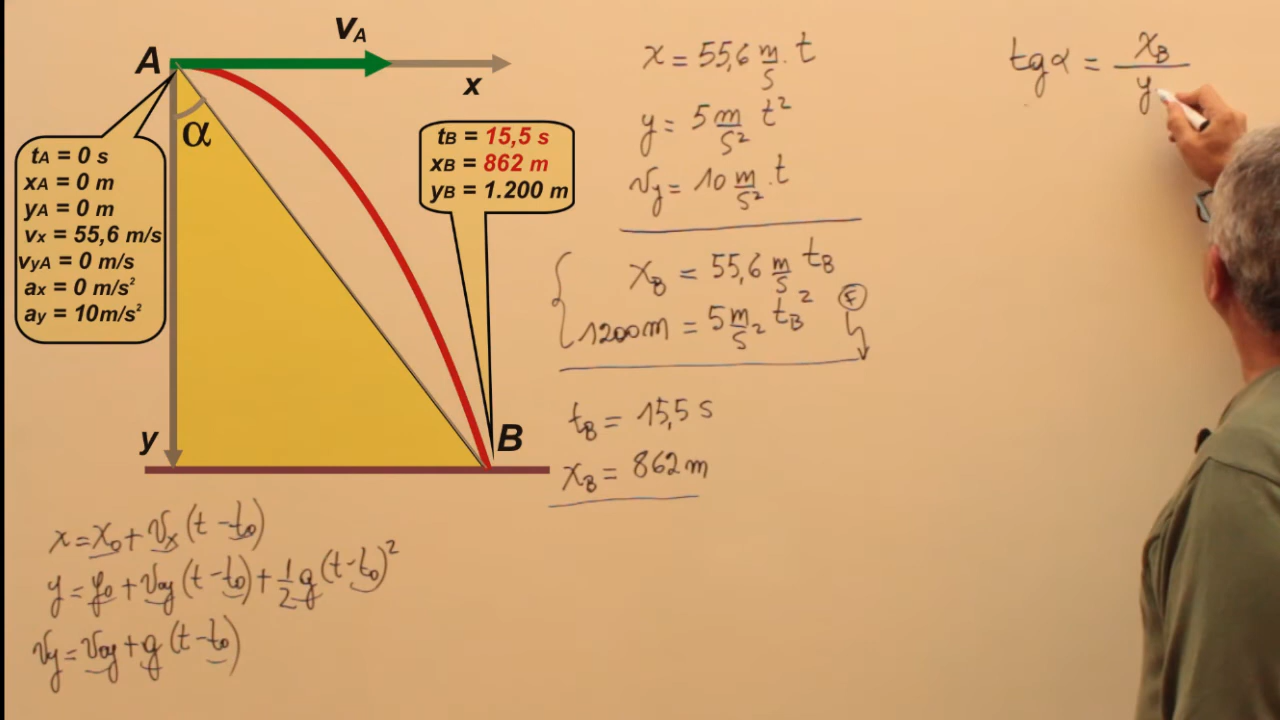 vA
A
x
α
tA = 0 s
xA = 0 m
yA = 0 m
vx = 55,6 m/s
vyA = 0 m/s
ax = 0 m/s²
ay = 10m/s²
tB = 15,5 s
xB = 862 m
yB = 1.200 m
y
B
x = x₀ + vx (t - t₀)
y = y₀ + v₀y (t - t₀) + 1/2 g (t - t₀)²
vy = v₀y + g (t - t₀)
x = 55,6 m/s . t
y = 5 m/s² t²
vy = 10 m/s² . t
xB = 55,6 m/s tB
1200m = 5 m/s² tB²
tB = 15,5 s
xB = 862 m
tgα = xB / y